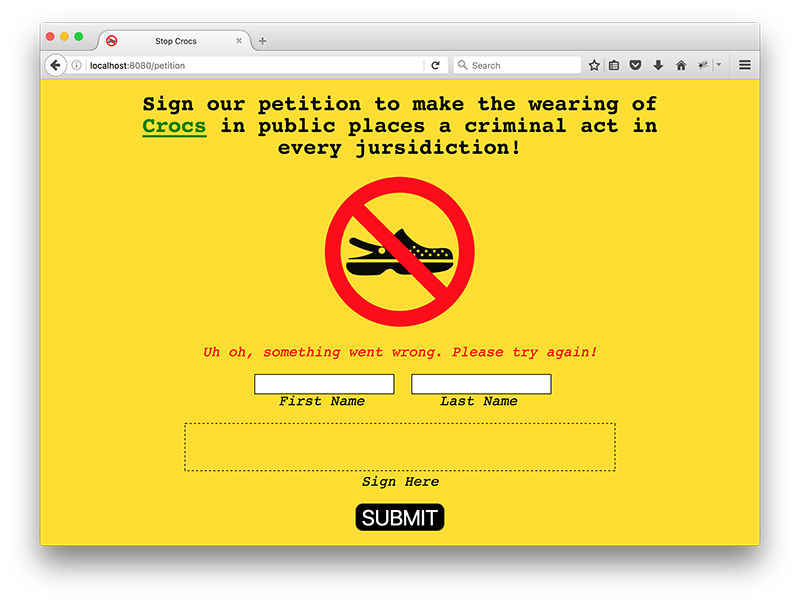 Stop Crocs
localhost:8080/petition
Search
Sign our petition to make the wearing of
Crocs in public places a criminal act in
every jursidiction!
Uh oh, something went wrong. Please try again!
First Name
Last Name
Sign Here
SUBMIT